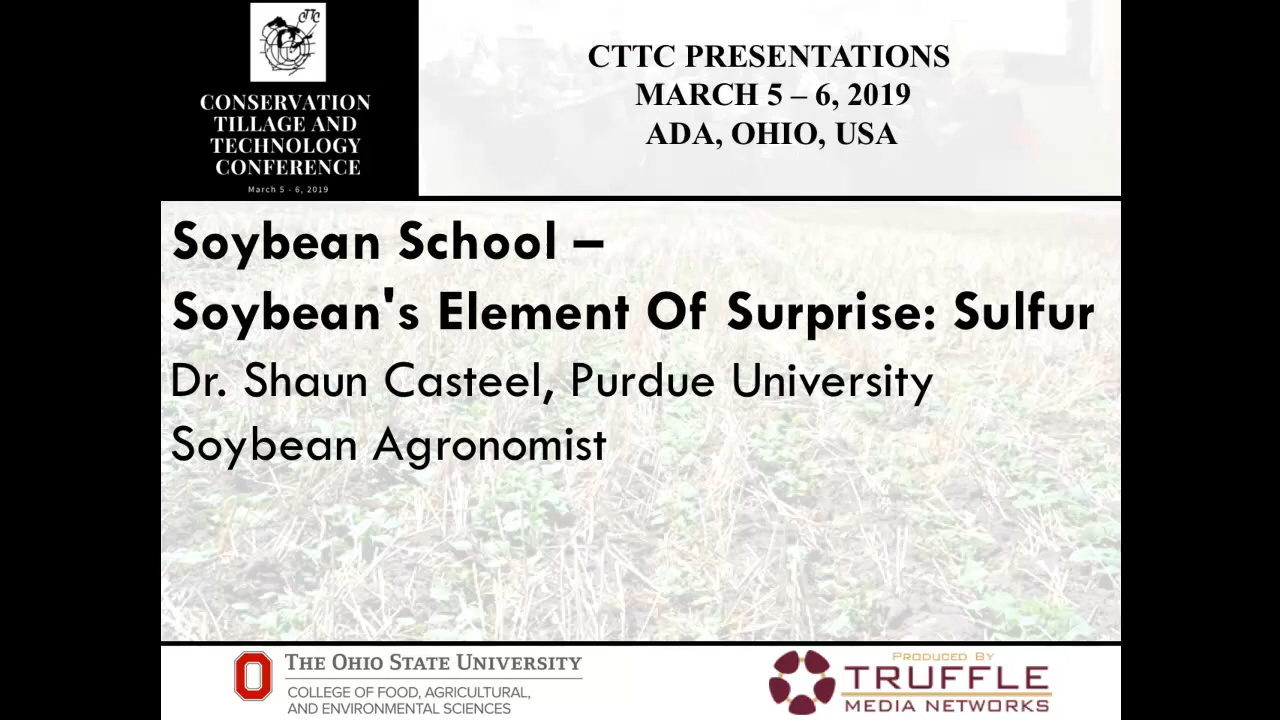 CTTC
CONSERVATION
TILLAGE AND
TECHNOLOGY
CONFERENCE
March 5 - 6, 2019
CTTC PRESENTATIONS
MARCH 5 – 6, 2019
ADA, OHIO, USA
Soybean School –
Soybean's Element Of Surprise: Sulfur
Dr. Shaun Casteel, Purdue University
Soybean Agronomist
THE OHIO STATE UNIVERSITY
COLLEGE OF FOOD, AGRICULTURAL,
AND ENVIRONMENTAL SCIENCES
PRODUCED BY
TRUFFLE
MEDIA NETWORKS